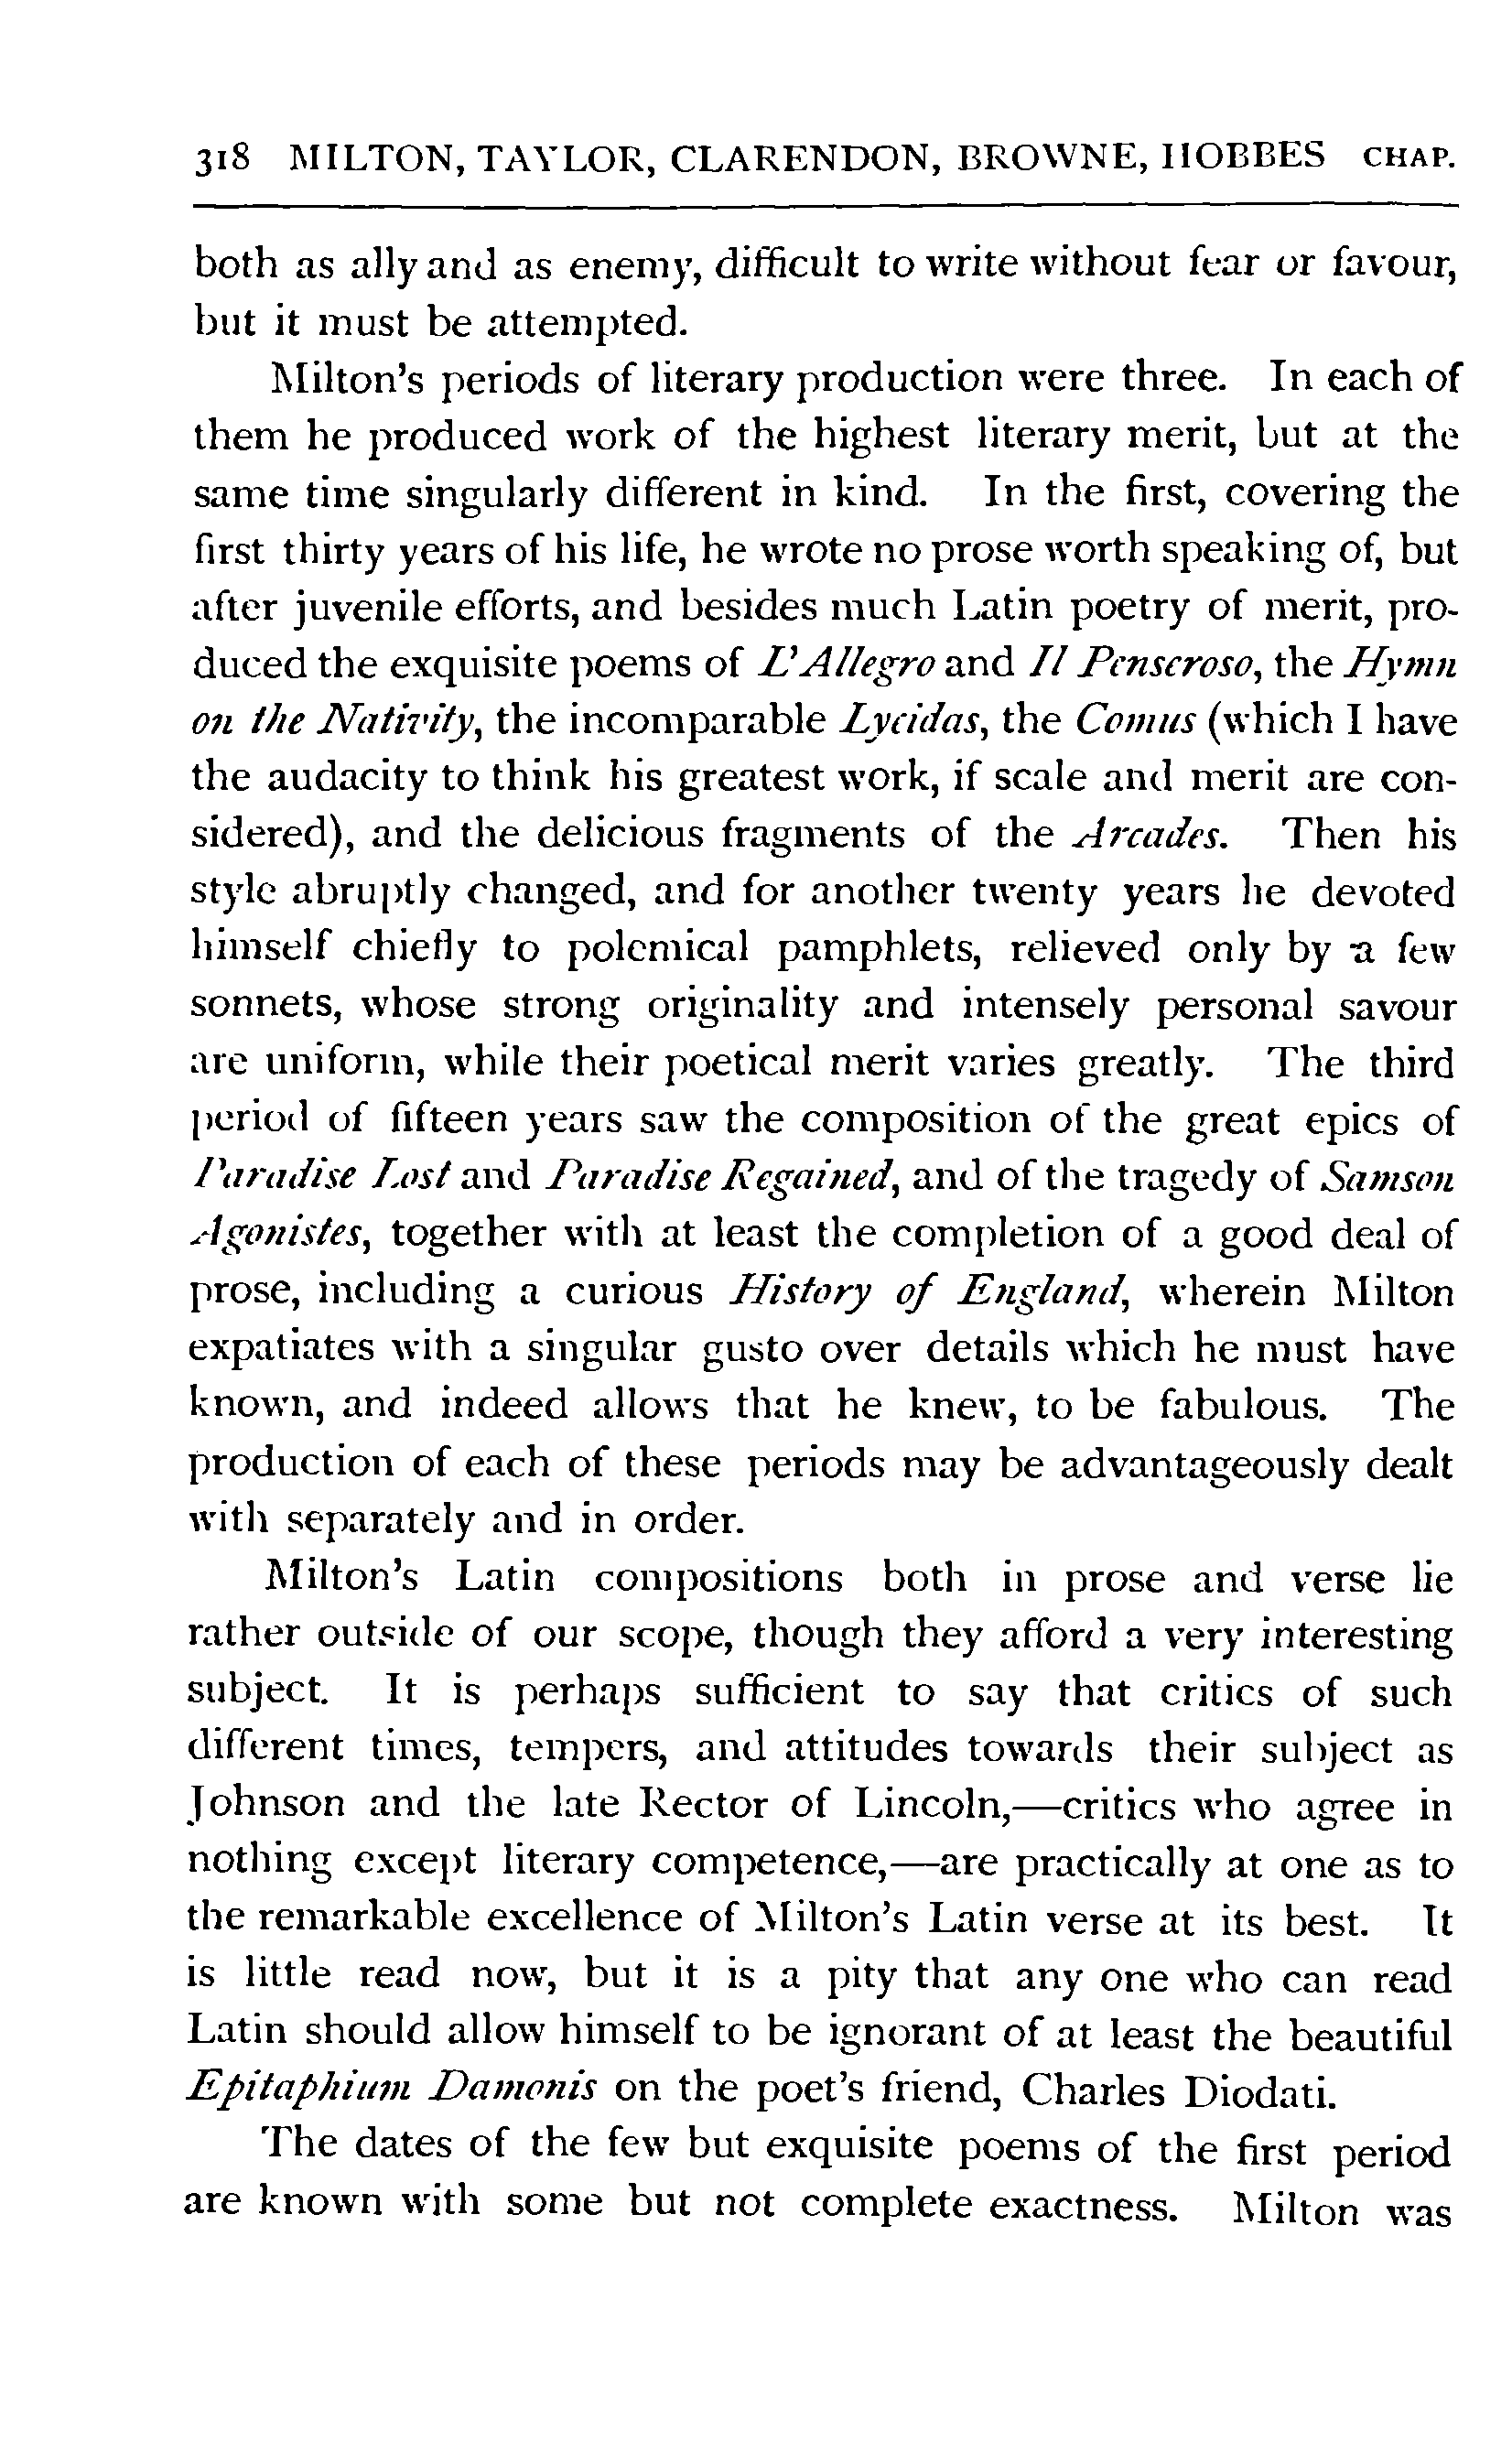 318 MILTON, TAYLOR, CLARENDON, BROWNE, HOBBES CHAP.
both as ally and as enemy, difficult to write without fear or favour,
but it must be attempted.
Milton's periods of literary production were three. In each of
them he produced work of the highest literary merit, but at the
same time singularly different in kind. In the first, covering the
first thirty years of his life, he wrote no prose worth speaking of, but
after juvenile efforts, and besides much Latin poetry of merit, pro-
duced the exquisite poems of L'Allegro and Il Penseroso, the Hymn
on the Nativity, the incomparable Lycidas, the Comus (which I have
the audacity to think his greatest work, if scale and merit are con-
sidered), and the delicious fragments of the Arcades. Then his
style abruptly changed, and for another twenty years he devoted
himself chiefly to polemical pamphlets, relieved only by a few
sonnets, whose strong originality and intensely personal savour
are uniform, while their poetical merit varies greatly. The third
period of fifteen years saw the composition of the great epics of
Paradise Lost and Paradise Regained, and of the tragedy of Samson
Agonistes, together with at least the completion of a good deal of
prose, including a curious History of England, wherein Milton
expatiates with a singular gusto over details which he must have
known, and indeed allows that he knew, to be fabulous. The
production of each of these periods may be advantageously dealt
with separately and in order.
Milton's Latin compositions both in prose and verse lie
rather outside of our scope, though they afford a very interesting
subject. It is perhaps sufficient to say that critics of such
different times, tempers, and attitudes towards their subject as
Johnson and the late Rector of Lincoln,—critics who agree in
nothing except literary competence,—are practically at one as to
the remarkable excellence of Milton's Latin verse at its best. It
is little read now, but it is a pity that any one who can read
Latin should allow himself to be ignorant of at least the beautiful
Epitaphium Damonis on the poet's friend, Charles Diodati.
The dates of the few but exquisite poems of the first period
are known with some but not complete exactness. Milton was